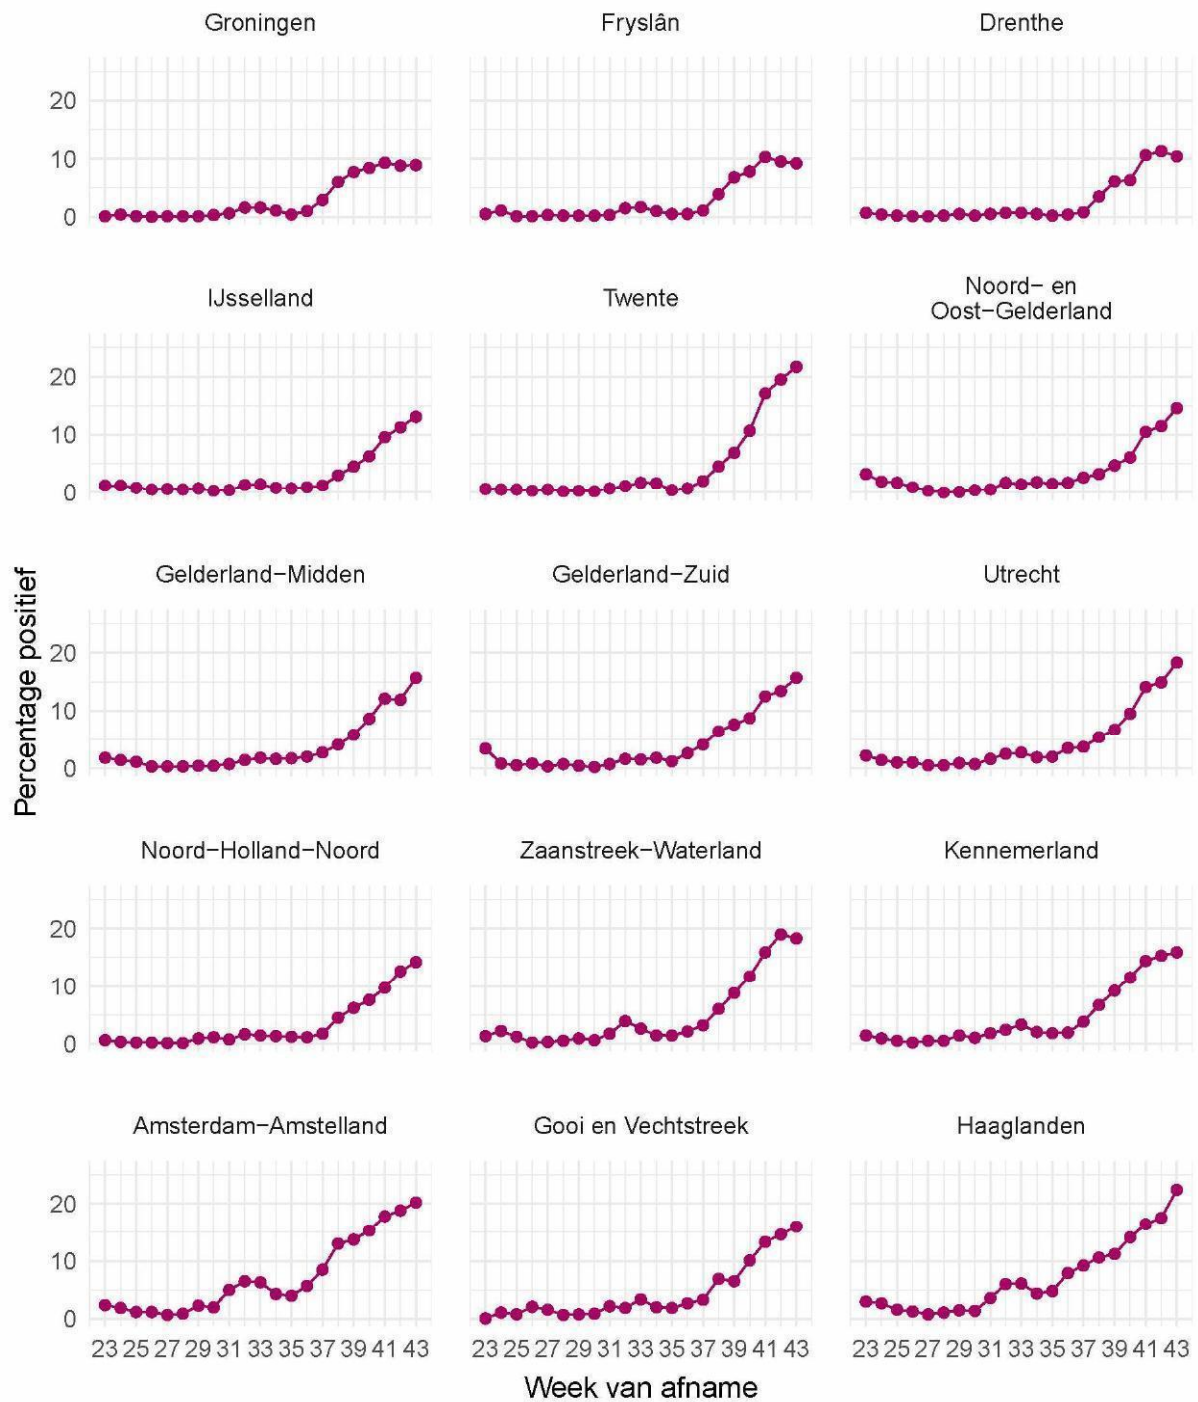 Groningen
Fryslân
Drenthe
20
10
0
IJsselland
Twente
Noord- en
Oost-Gelderland
20
10
0
Gelderland-Midden
Gelderland-Zuid
Utrecht
20
10
0
Percentage positief
Noord-Holland-Noord
Zaanstreek-Waterland
Kennemerland
20
10
0
Amsterdam-Amstelland
Gooi en Vechtstreek
Haaglanden
20
10
0
23 25 27 29 31 33 35 37 39 41 43
23 25 27 29 31 33 35 37 39 41 43
23 25 27 29 31 33 35 37 39 41 43
Week van afname